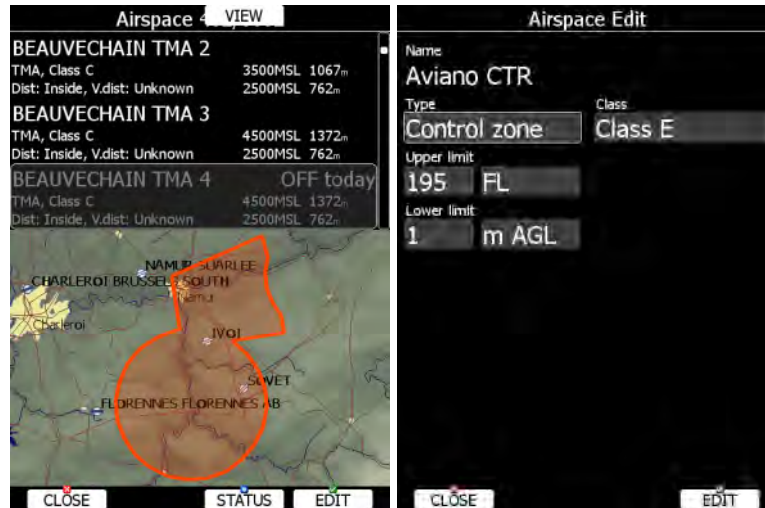 Airspace
VIEW
BEAUVECHAIN TMA 2
TMA, Class C 3500MSL 1067m
Dist: Inside, V.dist: Unknown 2500MSL 762m
BEAUVECHAIN TMA 3
TMA, Class C 4500MSL 1372m
Dist: Inside, V.dist: Unknown 2500MSL 762m
BEAUVECHAIN TMA 4 OFF today
TMA, Class C 4500MSL 1372m
Dist: Inside, V.dist: Unknown 2500MSL 762m
NAMUR SUARLEE
CHARLEROI BRUSSELS SOUTH
Namur
Charleroi
IVOI
SOVET
FLORENNES FLORENNES AB
CLOSE STATUS EDIT
Airspace Edit
Name
Aviano CTR
Type Class
Control zone Class E
Upper limit
195 FL
Lower limit
1 m AGL
CLOSE EDIT